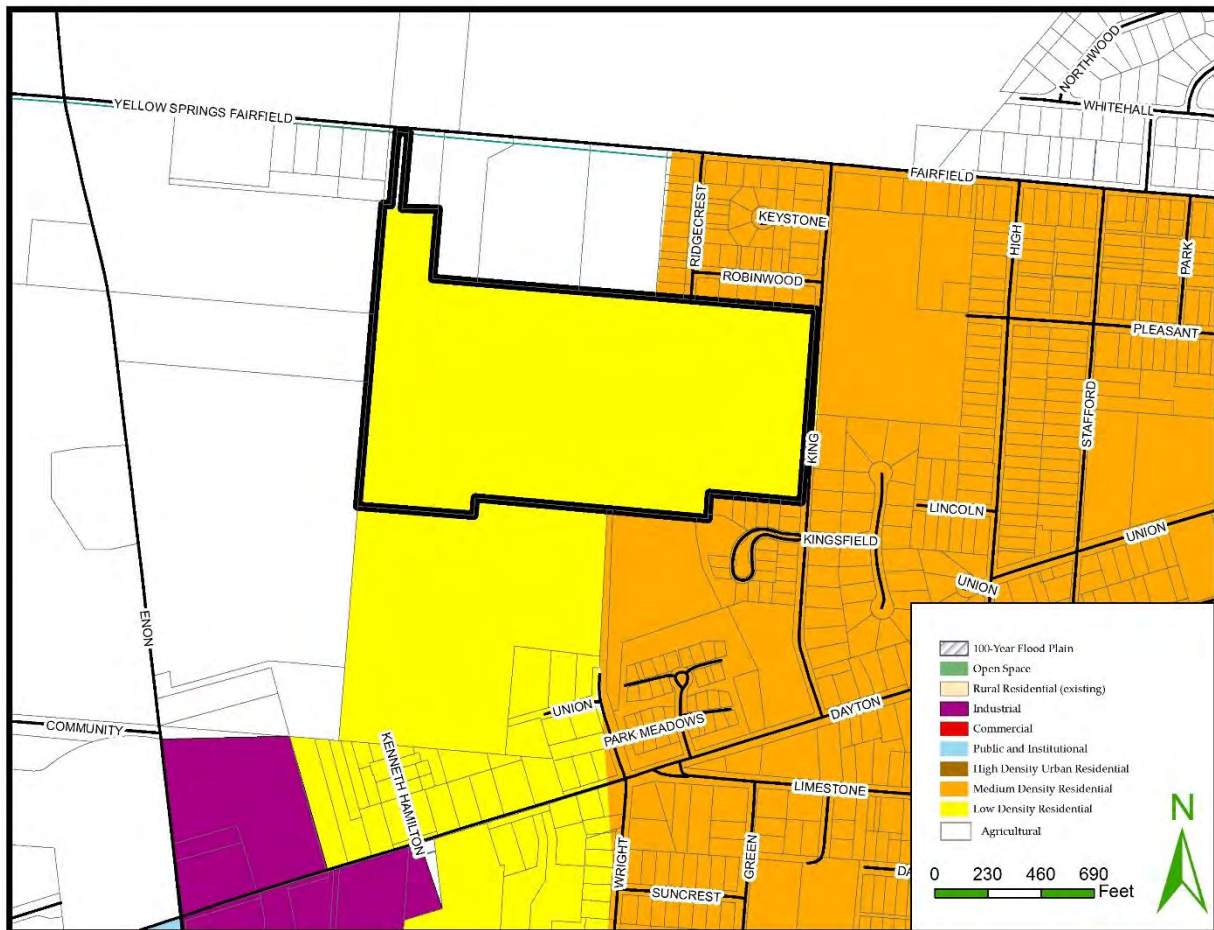 NORTHWOOD
WHITEHALL
YELLOW SPRINGS FAIRFIELD
FAIRFIELD
RIDGECREST
KEYSTONE
HIGH
PARK
ROBINWOOD
PLEASANT
STAFFORD
KING
LINCOLN
KINGSFIELD
UNION
UNION
ENON
UNION
DAYTON
PARK MEADOWS
COMMUNITY
KENNETH HAMILTON
LIMESTONE
WRIGHT
GREEN
SUNCREST
DA
100-Year Flood Plain
Open Space
Rural Residential (existing)
Industrial
Commercial
Public and Institutional
High Density Urban Residential
Medium Density Residential
Low Density Residential
Agricultural
N
0 230 460 690
Feet